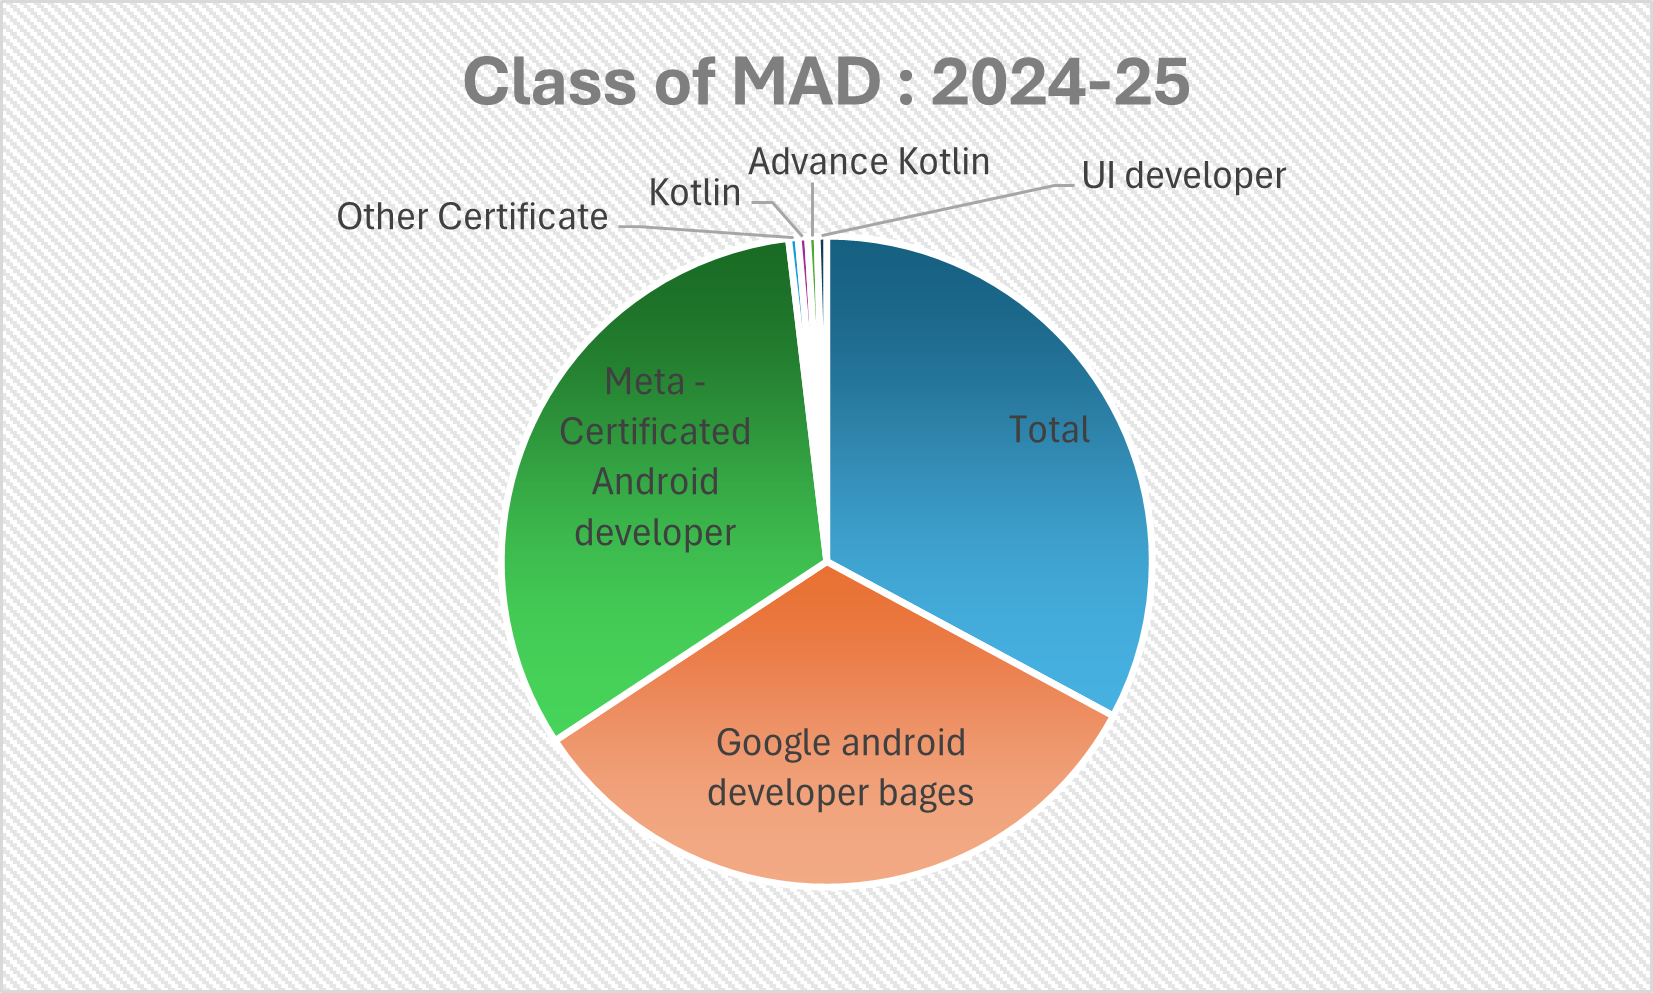 Class of MAD : 2024-25
Advance Kotlin
UI developer
Kotlin
Other Certificate
Meta -
Certificated
Android
developer
Total
Google android
developer bages